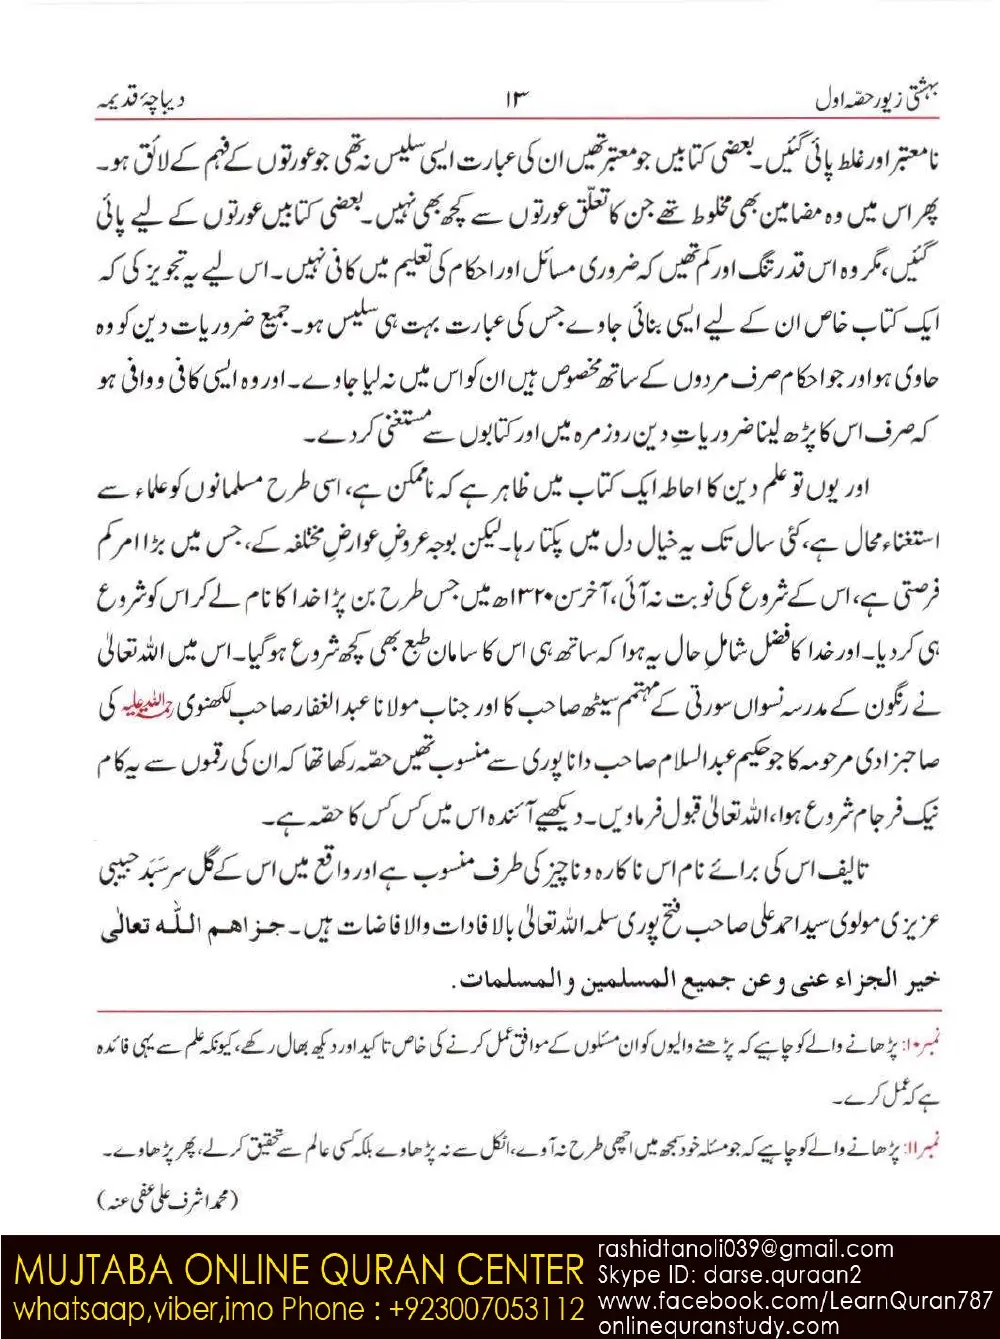 بہشتی زیور حصّہ اول
۱۳
دیباچۂ قدیمہ
نامعتبر اور غلط پائی گئیں۔ بعضی کتابیں جو معتبر تھیں ان کی عبارت ایسی سلیس نہ تھی جو عورتوں کے فہم کے لائق ہو۔
پھر اس میں وہ مضامین بھی مخلوط تھے جن کا تعلّق عورتوں سے کچھ بھی نہیں۔ بعضی کتابیں عورتوں کے لیے پائی
گئیں، مگر وہ اس قدر تنگ اور کم تھیں کہ ضروری مسائل اور احکام کی تعلیم میں کافی نہیں۔ اس لیے یہ تجویز کی کہ
ایک کتاب خاص ان کے لیے ایسی بنائی جاوے جس کی عبارت بہت ہی سلیس ہو۔ جمیع ضروریات دین کو وہ
حاوی ہو اور جو احکام صرف مردوں کے ساتھ مخصوص ہیں ان کو اس میں نہ لیا جاوے۔ اور وہ ایسی کافی و وافی ہو
کہ صرف اس کا پڑھ لینا ضروریاتِ دین روزمرہ میں اور کتابوں سے مستغنی کر دے۔
اور یوں تو علم دین کا احاطہ ایک کتاب میں ظاہر ہے کہ ناممکن ہے، اسی طرح مسلمانوں کو علماء سے
استغناء محال ہے، کئی سال تک یہ خیال دل میں پکتا رہا۔ لیکن بوجہ عروضِ عوارضِ مختلفہ کے، جس میں بڑا امر کم
فرصتی ہے، اس کے شروع کی نوبت نہ آئی، آخر سن ۱۳۲۰ھ میں جس طرح بن پڑا خدا کا نام لے کر اس کو شروع
ہی کر دیا۔ اور خدا کا فضل شاملِ حال یہ ہوا کہ ساتھ ہی اس کا سامان طبع بھی کچھ شروع ہو گیا۔ اس میں اللہ تعالیٰ
نے رنگون کے مدرسہ نسواں سورتی کے مہتمم سیٹھ صاحب کا اور جناب مولانا عبدالغفار صاحب لکھنوی رحمۃ اللہ علیہ کی
صاحبزادی مرحومہ کا جو حکیم عبدالسلام صاحب داناپوری سے منسوب تھیں حصّہ رکھا تھا کہ ان کی رقموں سے یہ کام
نیک فرجام شروع ہوا، اللہ تعالیٰ قبول فرماویں۔ دیکھیے آئندہ اس میں کس کس کا حصّہ ہے۔
تالیف اس کی برائے نام اس ناکارہ و ناچیز کی طرف منسوب ہے اور واقع میں اس کے گل سرِسَبَد حبیبی
عزیزی مولوی سید احمد علی صاحب فتح پوری سلمہ اللہ تعالیٰ بالافادات والافاضات ہیں۔ جزاهم الله تعالى
خير الجزاء عنی وعن جميع المسلمين والمسلمات.
نمبر ۱۰: پڑھانے والے کو چاہیے کہ پڑھنے والیوں کو ان مسئلوں کے موافق عمل کرنے کی خاص تاکید اور دیکھ بھال رکھے، کیونکہ علم سے یہی فائدہ
ہے کہ عمل کرے۔
نمبر ۱۱: پڑھانے والے کو چاہیے کہ جو مسئلہ خود سمجھ میں اچھی طرح نہ آوے، اٹکل سے نہ پڑھاوے بلکہ کسی عالم سے تحقیق کر لے، پھر پڑھاوے۔
(محمد اشرف علی عفی عنہ)
MUJTABA ONLINE QURAN CENTER
whatsaap,viber,imo Phone : +923007053112
rashidtanoli039@gmail.com
Skype ID: darse.quraan2
www.facebook.com/LearnQuran787
onlinequranstudy.com